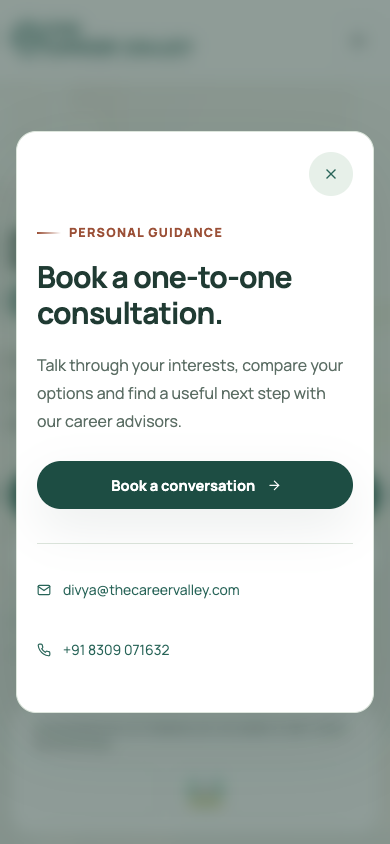 PERSONAL GUIDANCE
Book a one-to-one
consultation.
Talk through your interests, compare your
options and find a useful next step with
our career advisors.
Book a conversation
divya@thecareervalley.com
+91 8309 071632